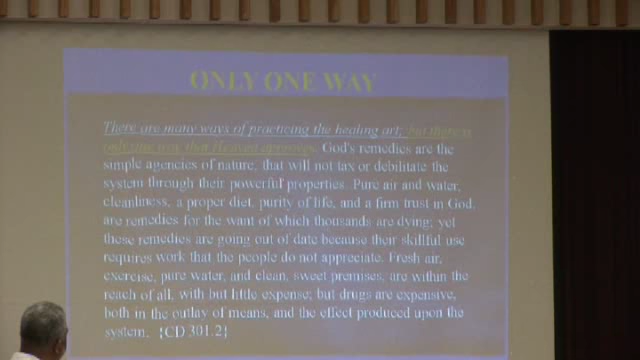 ONLY ONE WAY
There are many ways of practicing the healing art; but there is
only one way that Heaven approves. God's remedies are the
simple agencies of nature, that will not tax or debilitate the
system through their powerful properties. Pure air and water,
cleanliness, a proper diet, purity of life, and a firm trust in God,
are remedies for the want of which thousands are dying; yet
these remedies are going out of date because their skillful use
requires work that the people do not appreciate. Fresh air,
exercise, pure water, and clean, sweet premises, are within the
reach of all, with but little expense; but drugs are expensive,
both in the outlay of means, and the effect produced upon the
system. {CD 301.2}